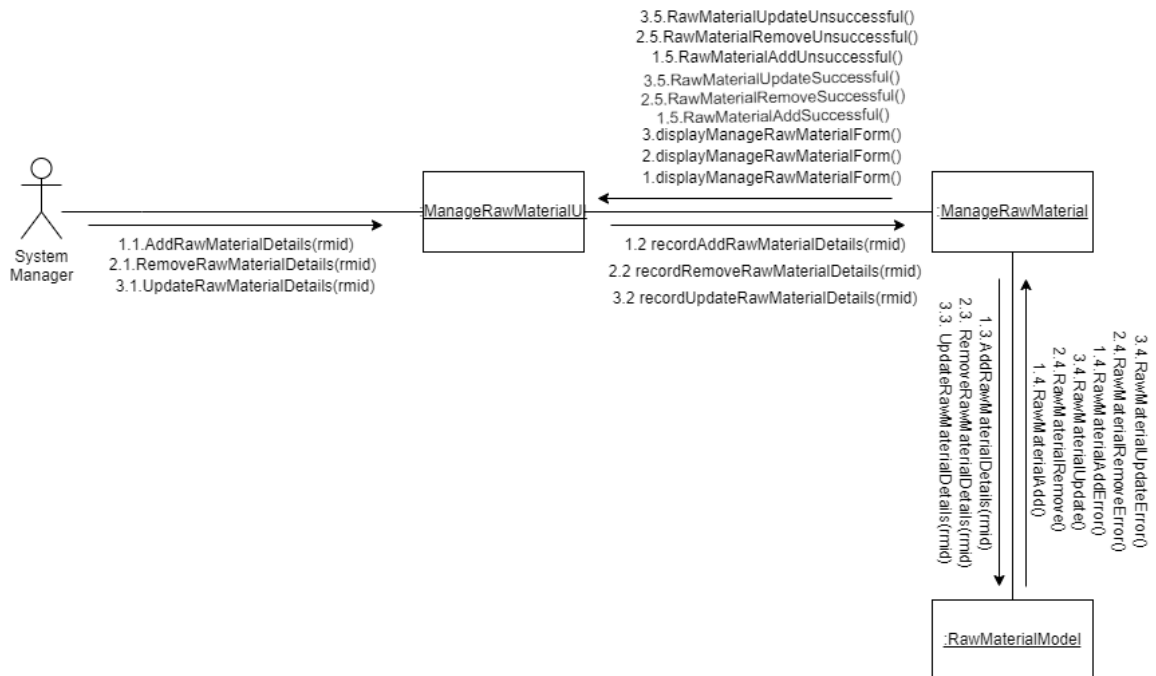 3.5.RawMaterialUpdateUnsuccessful()
2.5.RawMaterialRemoveUnsuccessful()
1.5.RawMaterialAddUnsuccessful()
3.5.RawMaterialUpdateSuccessful()
2.5.RawMaterialRemoveSuccessful()
1.5.RawMaterialAddSuccessful()
3.displayManageRawMaterialForm()
2.displayManageRawMaterialForm()
1.displayManageRawMaterialForm()
System
Manager
:ManageRawMaterialUI
:ManageRawMaterial
1.1.AddRawMaterialDetails(rmid)
2.1.RemoveRawMaterialDetails(rmid)
3.1.UpdateRawMaterialDetails(rmid)
1.2 recordAddRawMaterialDetails(rmid)
2.2 recordRemoveRawMaterialDetails(rmid)
3.2 recordUpdateRawMaterialDetails(rmid)
1.3.AddRawMaterialDetails(rmid)
2.3. RemoveRawMaterialDetails(rmid)
3.3. UpdateRawMaterialDetails(rmid)
3.4.RawMaterialUpdateError()
2.4.RawMaterialRemoveError()
1.4.RawMaterialAddError()
3.4.RawMaterialUpdate()
2.4.RawMaterialRemove()
1.4.RawMaterialAdd()
:RawMaterialModel